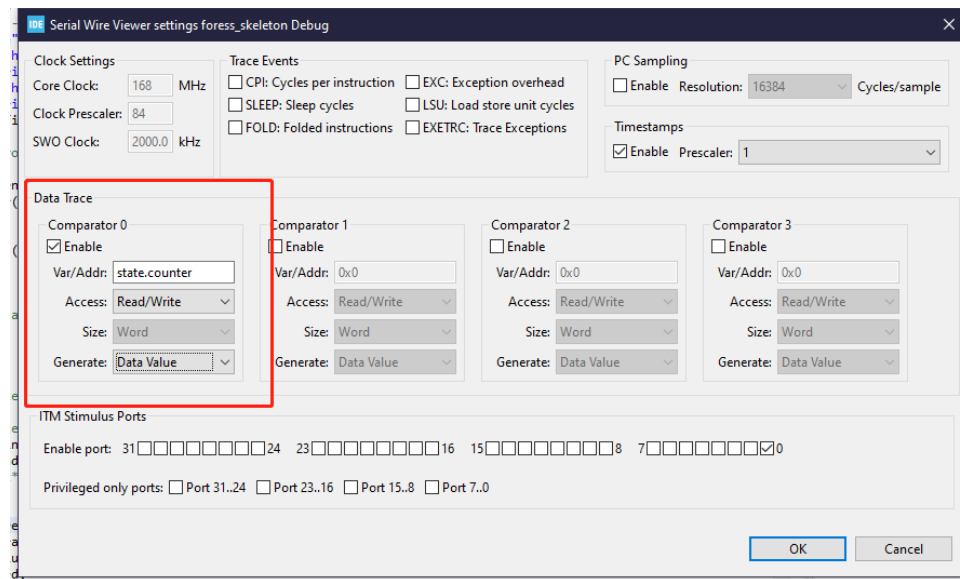 IDE Serial Wire Viewer settings foress_skeleton Debug
Clock Settings
Core Clock: 168 MHz
Clock Prescaler: 84
SWO Clock: 2000.0 kHz
Trace Events
CPI: Cycles per instruction EXC: Exception overhead
SLEEP: Sleep cycles LSU: Load store unit cycles
FOLD: Folded instructions EXETRC: Trace Exceptions
PC Sampling
Enable Resolution: 16384 Cycles/sample
Timestamps
Enable Prescaler: 1
Data Trace
Comparator 0
Enable
Var/Addr: state.counter
Access: Read/Write
Size: Word
Generate: Data Value
Comparator 1
Enable
Var/Addr: 0x0
Access: Read/Write
Size: Word
Generate: Data Value
Comparator 2
Enable
Var/Addr: 0x0
Access: Read/Write
Size: Word
Generate: Data Value
Comparator 3
Enable
Var/Addr: 0x0
Access: Read/Write
Size: Word
Generate: Data Value
ITM Stimulus Ports
Enable port: 31 24 23 16 15 8 7 0
Privileged only ports: Port 31..24 Port 23..16 Port 15..8 Port 7..0
OK Cancel